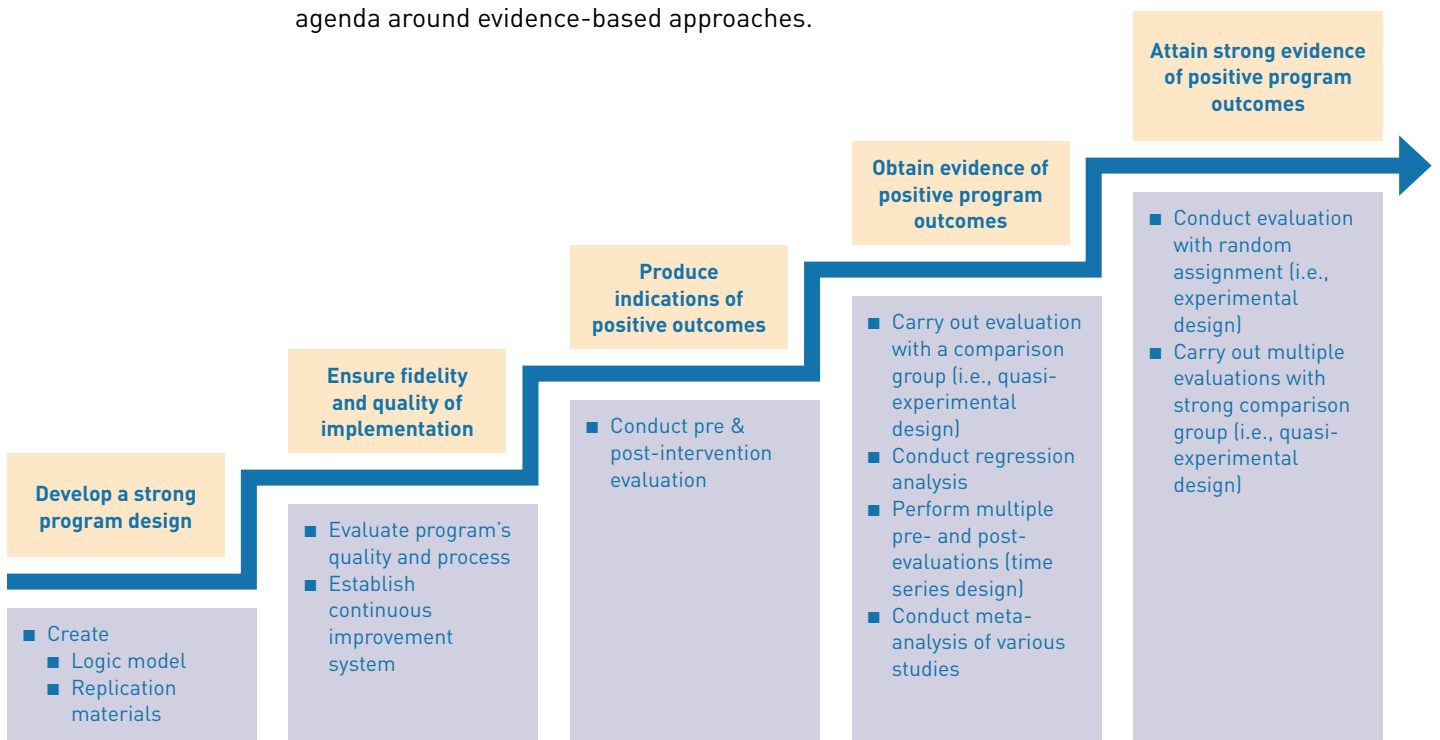 agenda around evidence-based approaches.
Develop a strong
program design
■ Create
■ Logic model
■ Replication
materials
Ensure fidelity
and quality of
implementation
■ Evaluate program’s
quality and process
■ Establish
continuous
improvement
system
Produce
indications of
positive outcomes
■ Conduct pre &
post-intervention
evaluation
Obtain evidence of
positive program
outcomes
■ Carry out evaluation
with a comparison
group (i.e., quasi-
experimental
design)
■ Conduct regression
analysis
■ Perform multiple
pre- and post-
evaluations (time
series design)
■ Conduct meta-
analysis of various
studies
Attain strong evidence
of positive program
outcomes
■ Conduct evaluation
with random
assignment (i.e.,
experimental
design)
■ Carry out multiple
evaluations with
strong comparison
group (i.e., quasi-
experimental
design)